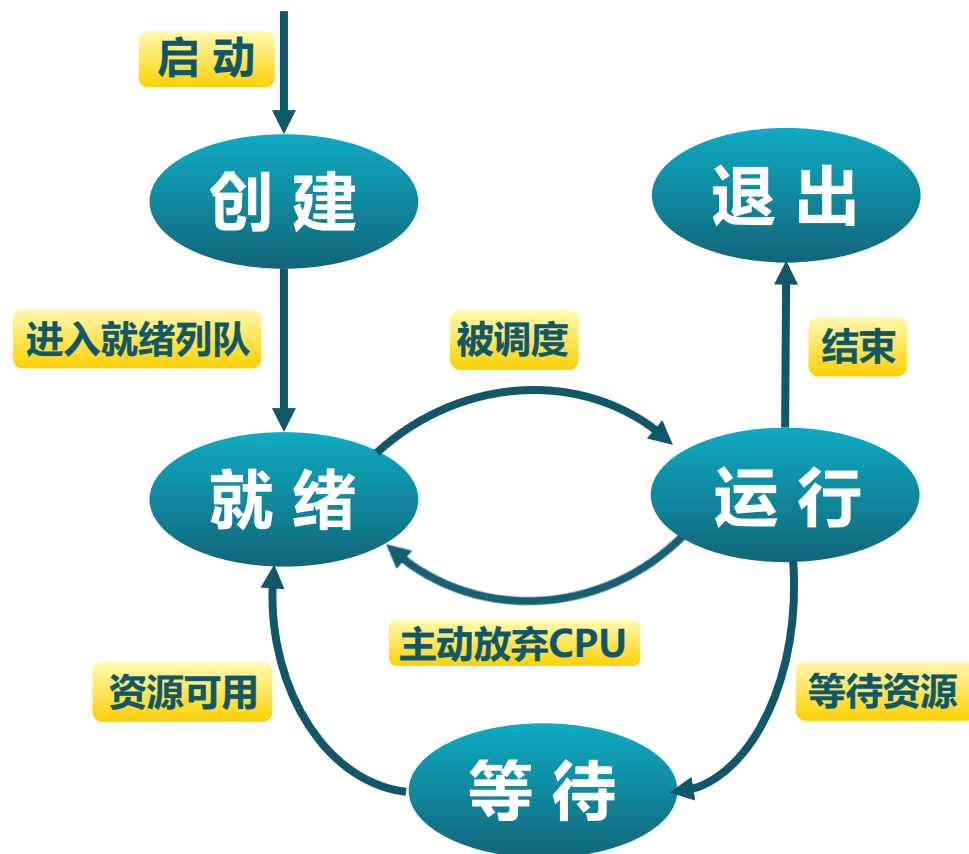 启 动
创 建
退 出
进入就绪列队
被调度
结束
就 绪
运 行
主动放弃CPU
资源可用
等待资源
等 待